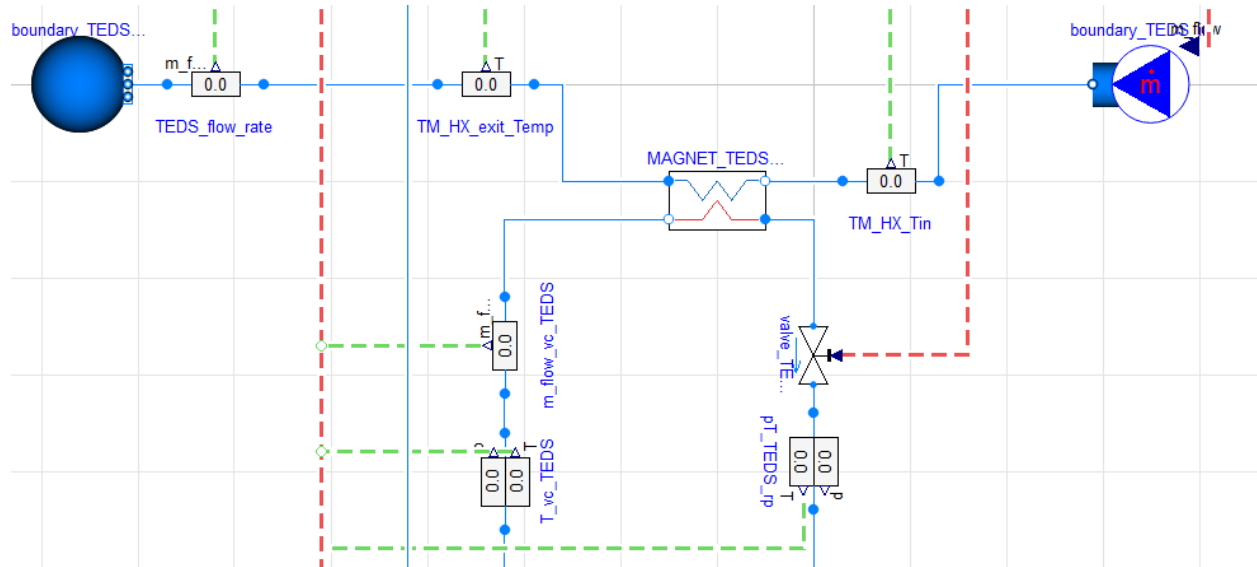 boundary_TEDS...
m_f...
T
boundary_TEDS
m_flow
0.0
0.0
ṁ
TEDS_flow_rate
TM_HX_exit_Temp
MAGNET_TEDS...
T
0.0
TM_HX_Tin
m_f...
0.0
m_flow_vc_TEDS
valve_TE...
T
0.0
0.0
T_vc_TEDS
pT_TEDS_rp
0.0
0.0
T
p